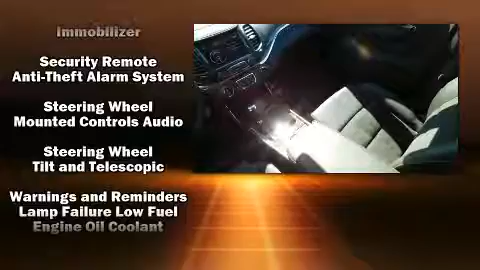 Immobilizer
Security Remote
Anti-Theft Alarm System
Steering Wheel
Mounted Controls Audio
Steering Wheel
Tilt and Telescopic
Warnings and Reminders
Lamp Failure Low Fuel
Engine Oil Coolant